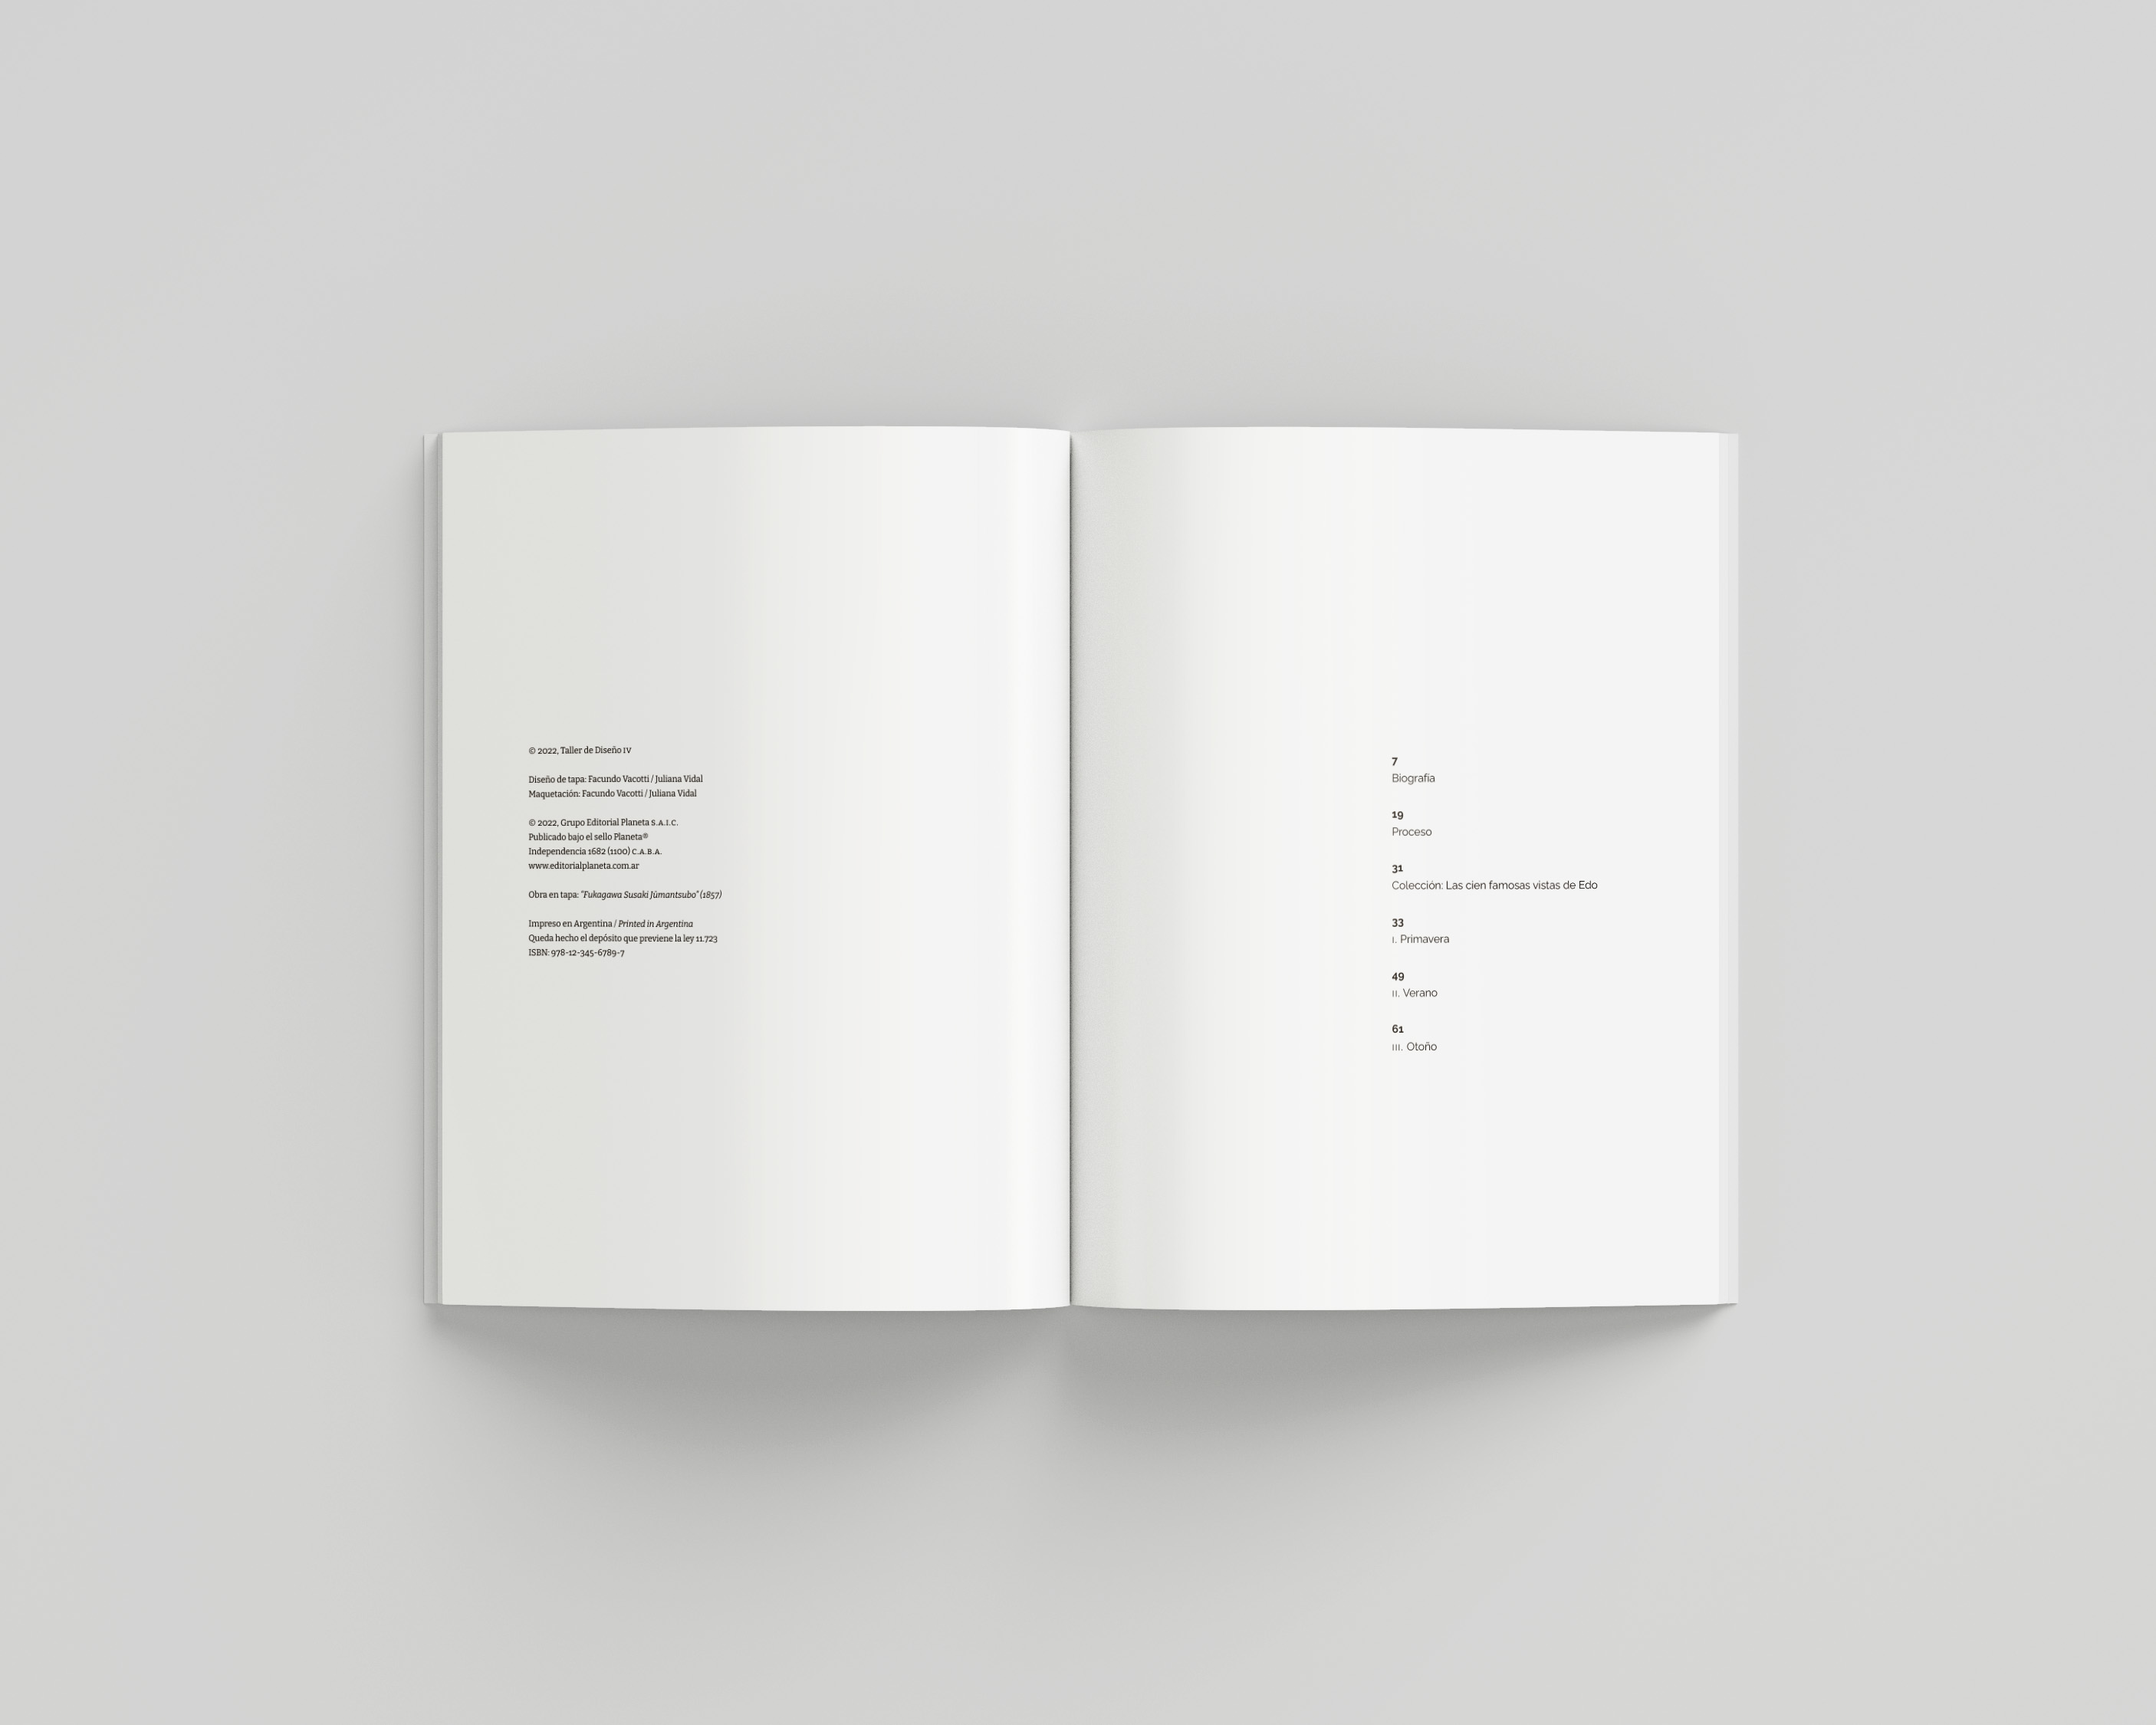 © 2022, Taller de Diseño IV
Diseño de tapa: Facundo Vacotti / Juliana Vidal
Maquetación: Facundo Vacotti / Juliana Vidal
© 2022, Grupo Editorial Planeta S.A.I.C.
Publicado bajo el sello Planeta®
Independencia 1682 (1100) C.A.B.A.
www.editorialplaneta.com.ar
Obra en tapa: "Fukagawa Susaki Jūmantsubo" (1857)
Impreso en Argentina / Printed in Argentina
Queda hecho el depósito que previene la ley 11.723
ISBN: 978-12-345-6789-7
7
Biografía
19
Proceso
31
Colección: Las cien famosas vistas de Edo
33
I. Primavera
49
II. Verano
61
III. Otoño